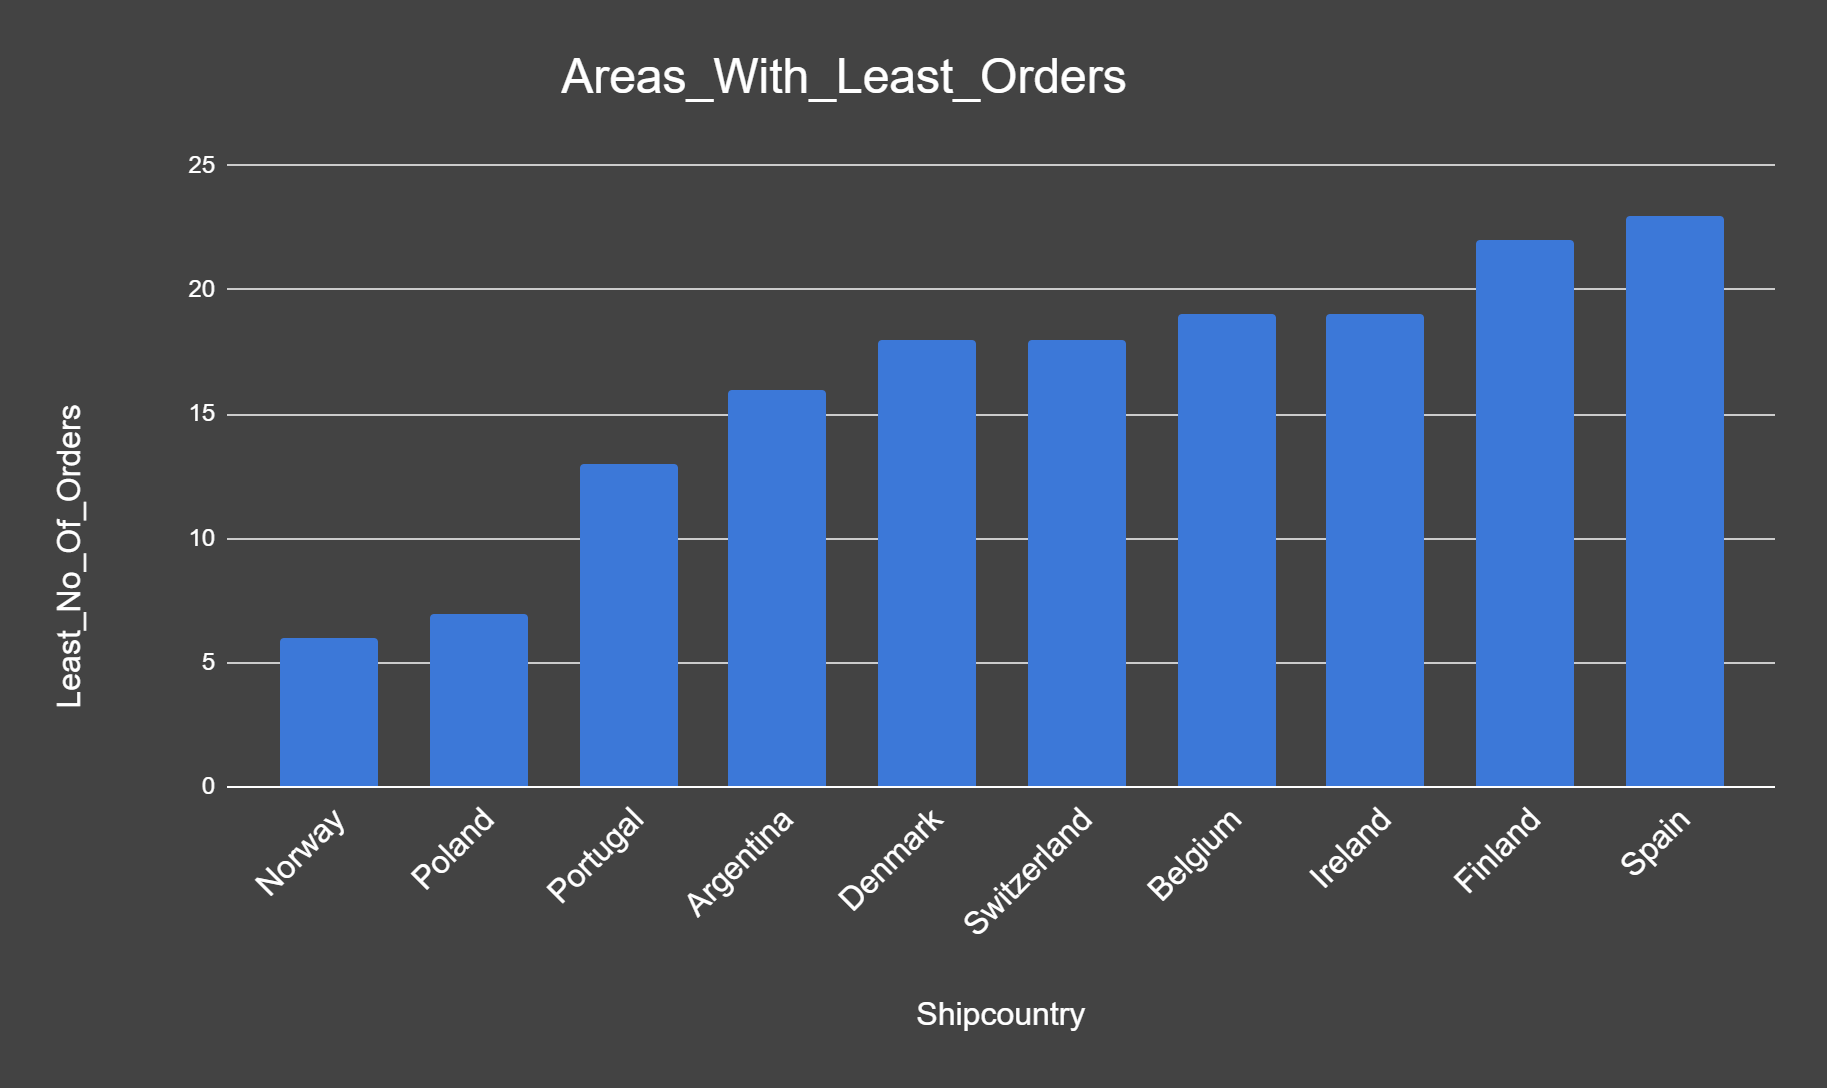 Areas_With_Least_Orders
Least_No_Of_Orders
25
20
15
10
5
0
Norway
Poland
Portugal
Argentina
Denmark
Switzerland
Belgium
Ireland
Finland
Spain
Shipcountry